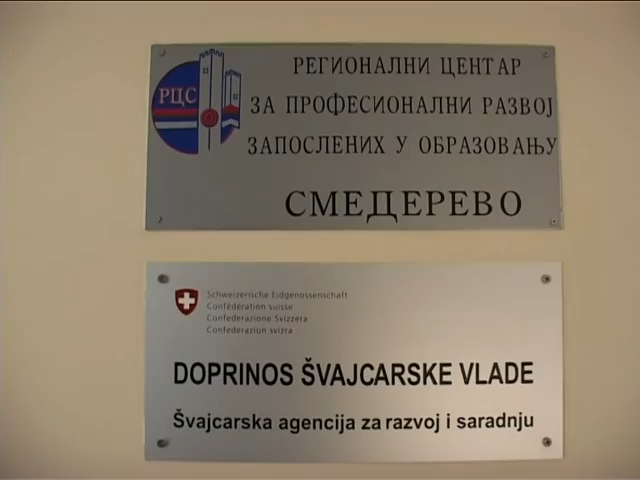 РЦС
РЕГИОНАЛНИ ЦЕНТАР
ЗА ПРОФЕСИОНАЛНИ РАЗВОЈ
ЗАПОСЛЕНИХ У ОБРАЗОВАЊУ
СМЕДЕРЕВО
Schweizerische Eidgenossenschaft
Confédération suisse
Confederazione Svizzera
Confederaziun svizra
DOPRINOS ŠVAJCARSKE VLADE
Švajcarska agencija za razvoj i saradnju